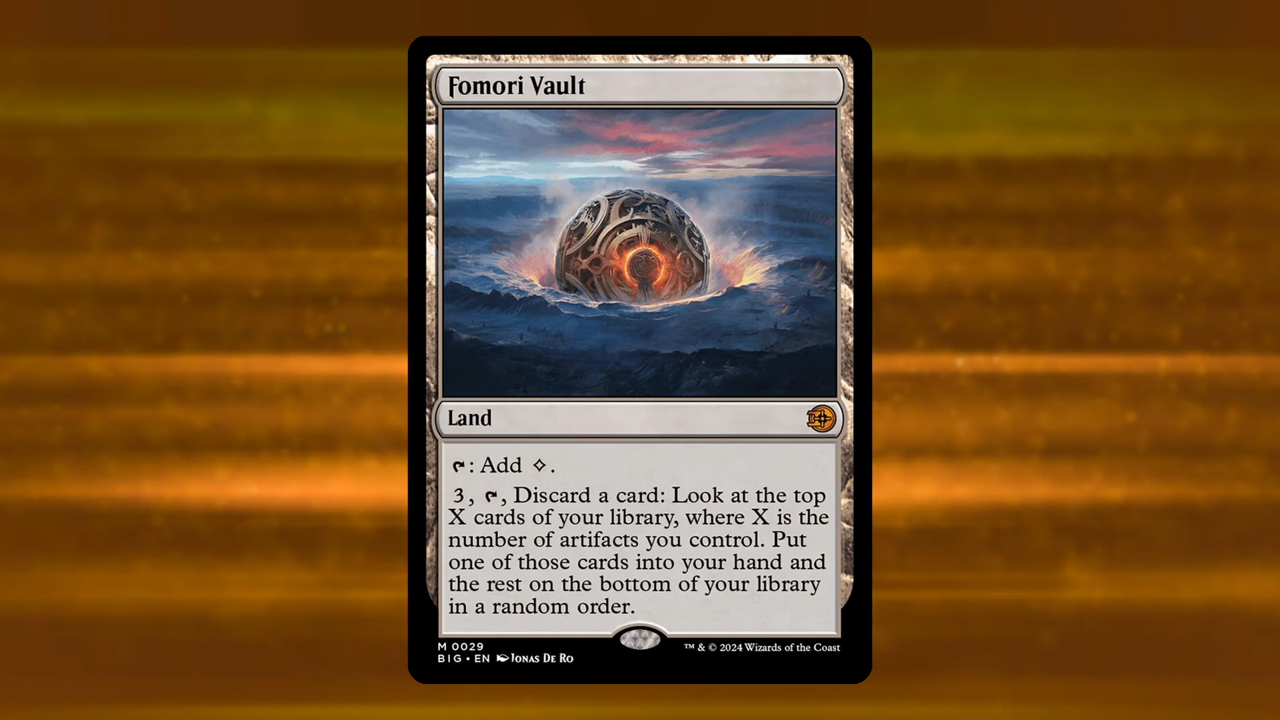 Fomori Vault
Land
: Add .
3, , Discard a card: Look at the top
X cards of your library, where X is the
number of artifacts you control. Put
one of those cards into your hand and
the rest on the bottom of your library
in a random order.
M 0029
BIG • EN Jonas De Ro
™ & © 2024 Wizards of the Coast